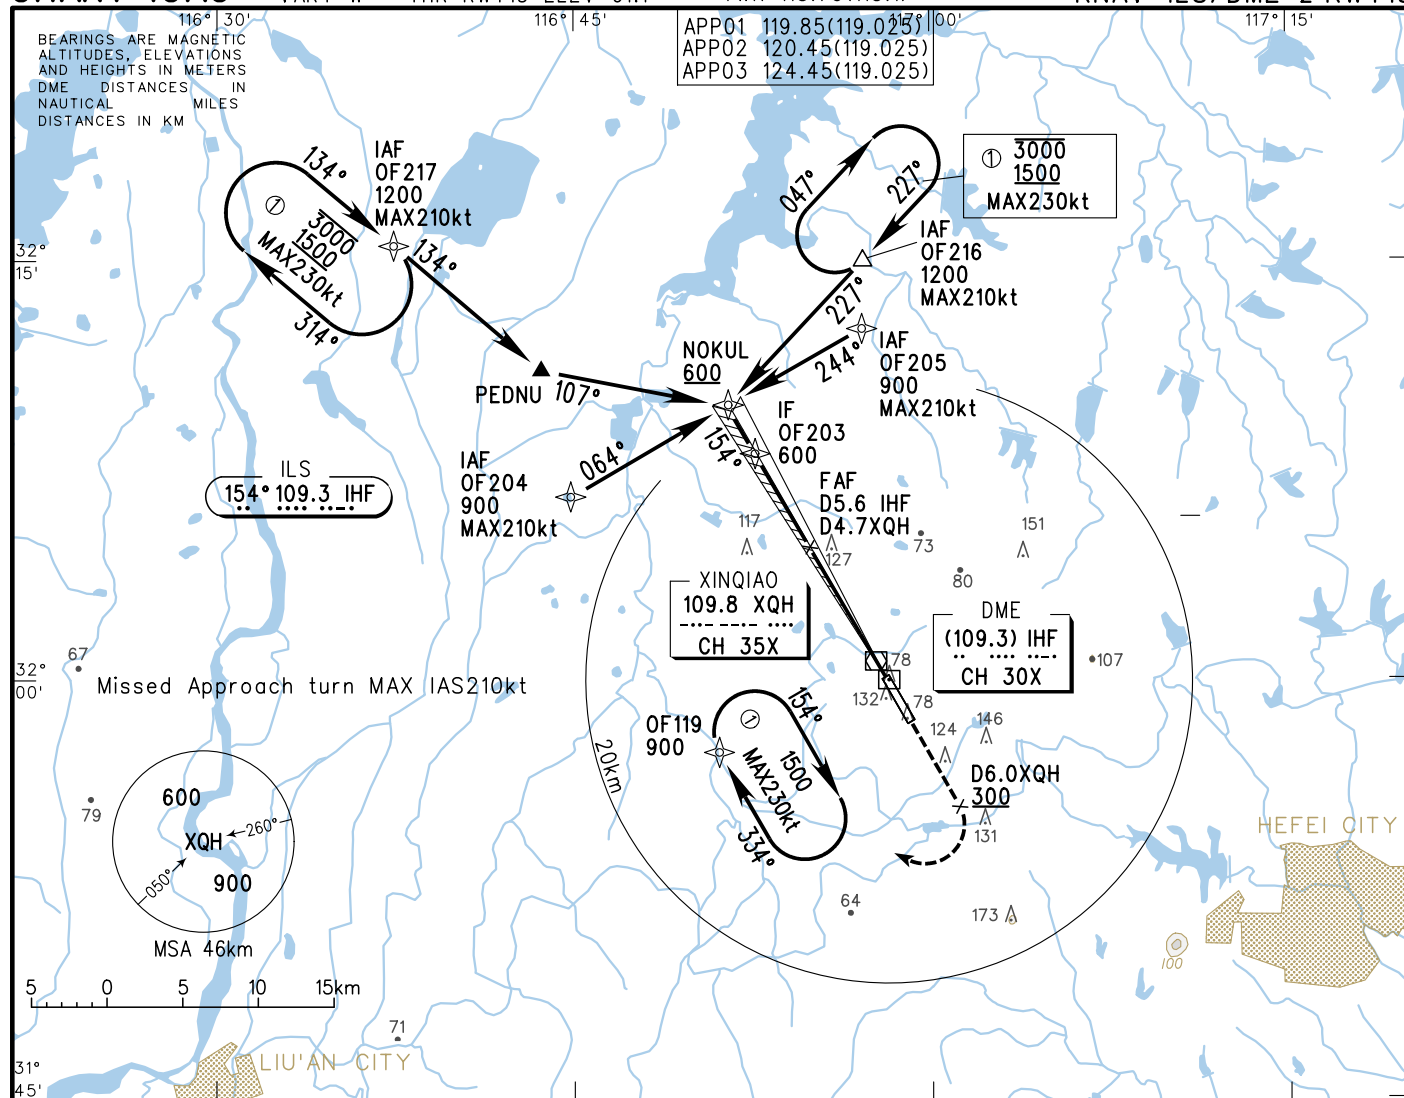 116°30'
116°45'
117°00'
117°15'
BEARINGS ARE MAGNETIC
ALTITUDES, ELEVATIONS
AND HEIGHTS IN METERS
DME DISTANCES IN
NAUTICAL MILES
DISTANCES IN KM
APP01 119.85(119.025)
APP02 120.45(119.025)
APP03 124.45(119.025)
IAF
OF217
1200
MAX210kt
134°
① 3000
1500
MAX230kt
314°
134°
047°
227°
① 3000
1500
MAX230kt
IAF
OF216
1200
MAX210kt
227°
32°
15'
244°
IAF
OF205
900
MAX210kt
NOKUL
600
PEDNU 107°
154°
IF
OF203
600
IAF
OF204
900
MAX210kt
064°
ILS
154° 109.3 IHF
FAF
D5.6 IHF
D4.7XQH
117
127
73
151
80
XINQIAO
109.8 XQH
CH 35X
DME
(109.3) IHF
CH 30X
107
67
32°
00'
Missed Approach turn MAX IAS210kt
78
132
78
124
146
OF119
900
① 1500
MAX230kt
154°
334°
20km
D6.0XQH
300
131
HEFEI CITY
79
600
XQH
260°
050°
900
MSA 46km
64
173
100
5 0 5 10 15km
71
LIU'AN CITY
31°
45'